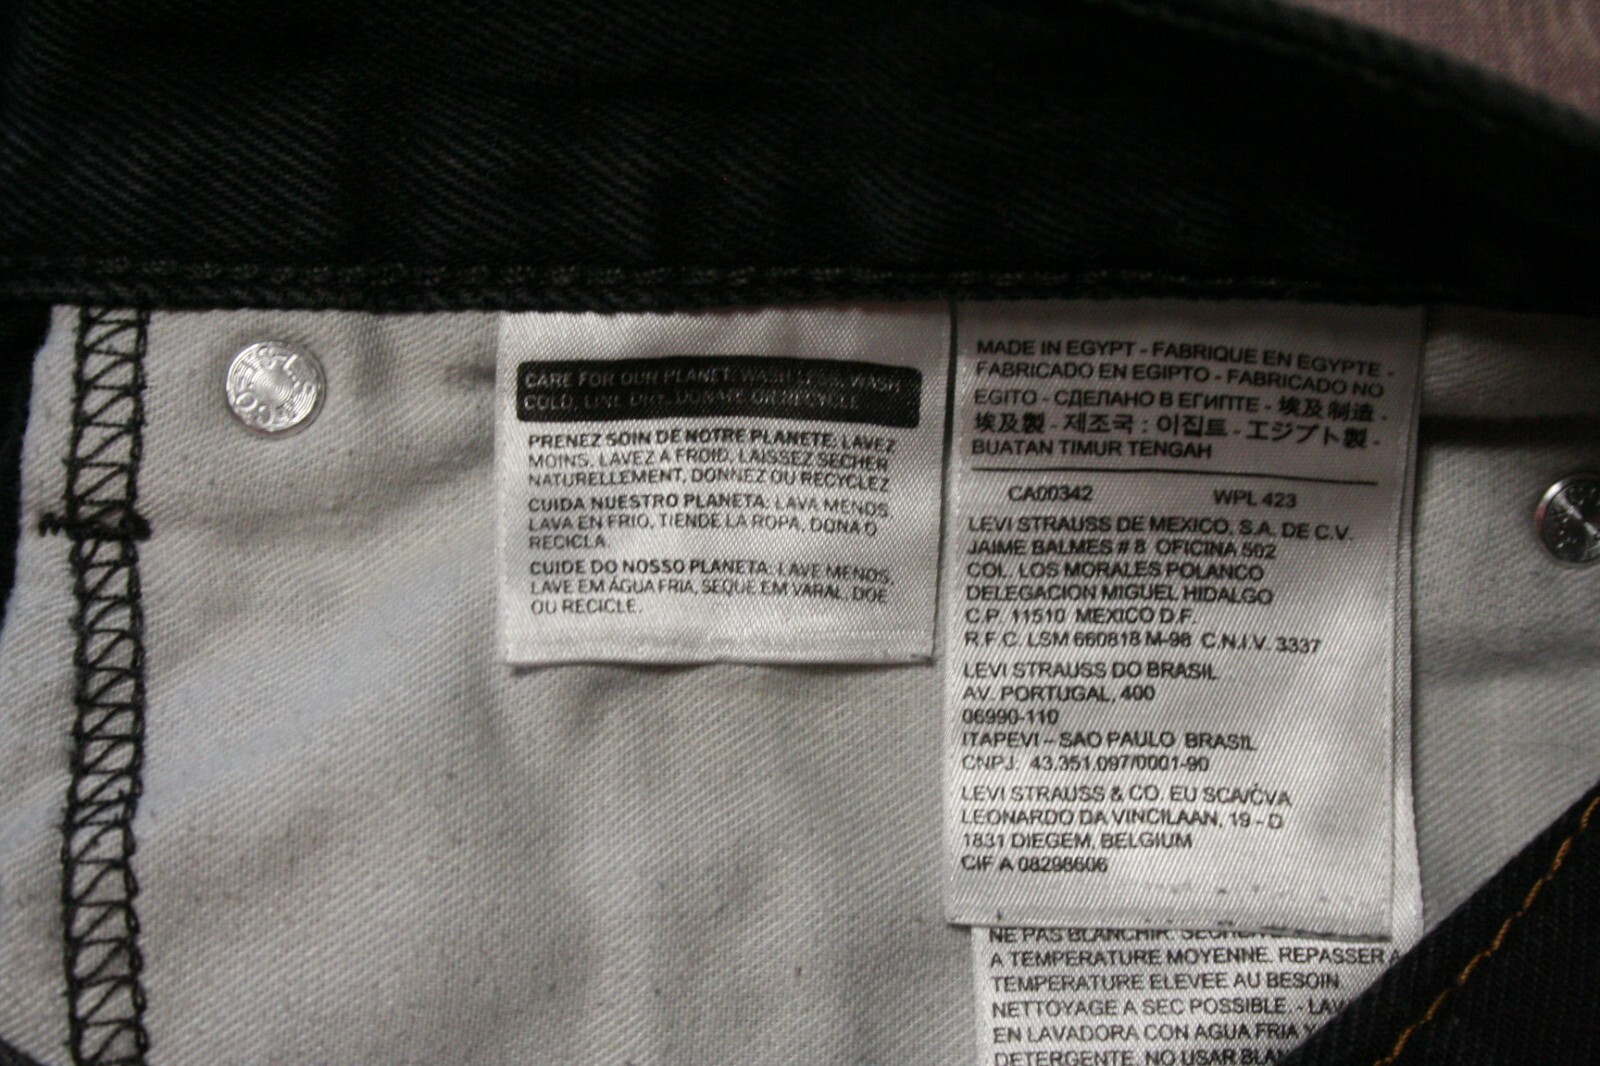 CARE FOR OUR PLANET: WASH LESS, WASH
COLD, LINE DRY, DONATE OR RECYCLE
PRENEZ SOIN DE NOTRE PLANETE: LAVEZ
MOINS, LAVEZ A FROID, LAISSEZ SECHER
NATURELLEMENT, DONNEZ OU RECYCLEZ
CUIDA NUESTRO PLANETA: LAVA MENOS,
LAVA EN FRIO, TIENDE LA ROPA, DONA O
RECICLA.
CUIDE DO NOSSO PLANETA: LAVE MENOS,
LAVE EM ÁGUA FRIA, SEQUE EM VARAL, DOE
OU RECICLE.
MADE IN EGYPT - FABRIQUE EN EGYPTE -
FABRICADO EN EGIPTO - FABRICADO NO
EGITO - СДЕЛАНО В ЕГИПТЕ - 埃及制造 -
埃及製 - 제조국 : 이집트 - エジプト製 -
BUATAN TIMUR TENGAH
CA00342 WPL 423
LEVI STRAUSS DE MEXICO, S.A. DE C.V.
JAIME BALMES # 8 OFICINA 502
COL. LOS MORALES POLANCO
DELEGACION MIGUEL HIDALGO
C.P. 11510 MEXICO D.F.
R.F.C. LSM 660818 M-98 C.N.I.V. 3337
LEVI STRAUSS DO BRASIL
AV. PORTUGAL, 400
06990-110
ITAPEVI – SAO PAULO BRASIL
CNPJ: 43.351.097/0001-90
LEVI STRAUSS & CO. EU SCA/CVA
LEONARDO DA VINCILAAN, 19 - D
1831 DIEGEM, BELGIUM
CIF A 08298606
NE PAS BLANCHIR.
A TEMPERATURE MOYENNE. REPASSER A
TEMPERATURE ELEVEE AU BESOIN.
NETTOYAGE A SEC POSSIBLE. -
EN LAVADORA CON AGUA FRIA Y
DETERGENTE. NO USAR